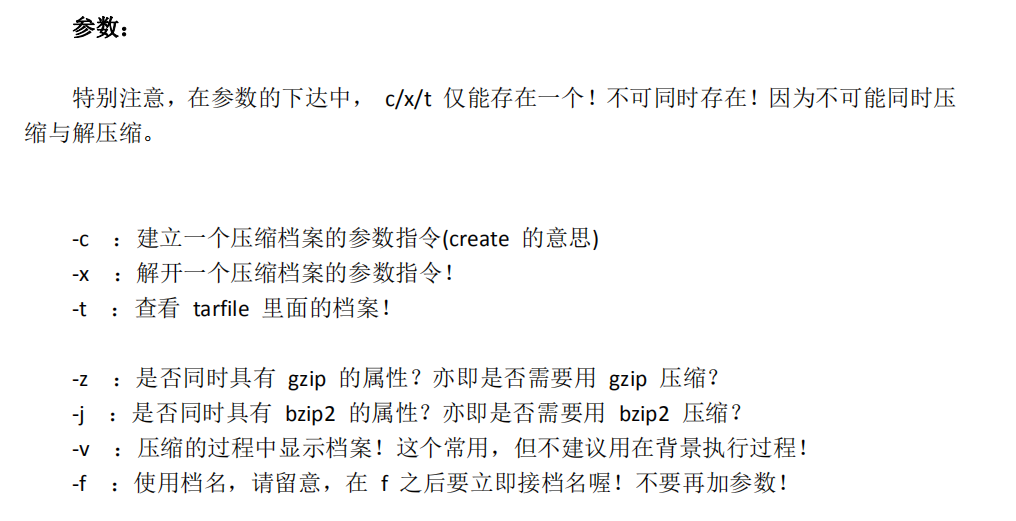 参数：
特别注意，在参数的下达中， c/x/t 仅能存在一个！不可同时存在！因为不可能同时压
缩与解压缩。
-c ：建立一个压缩档案的参数指令(create 的意思)
-x ：解开一个压缩档案的参数指令！
-t ：查看 tarfile 里面的档案！
-z ：是否同时具有 gzip 的属性？亦即是否需要用 gzip 压缩？
-j ：是否同时具有 bzip2 的属性？亦即是否需要用 bzip2 压缩？
-v ：压缩的过程中显示档案！这个常用，但不建议用在背景执行过程！
-f ：使用档名，请留意，在 f 之后要立即接档名喔！不要再加参数！